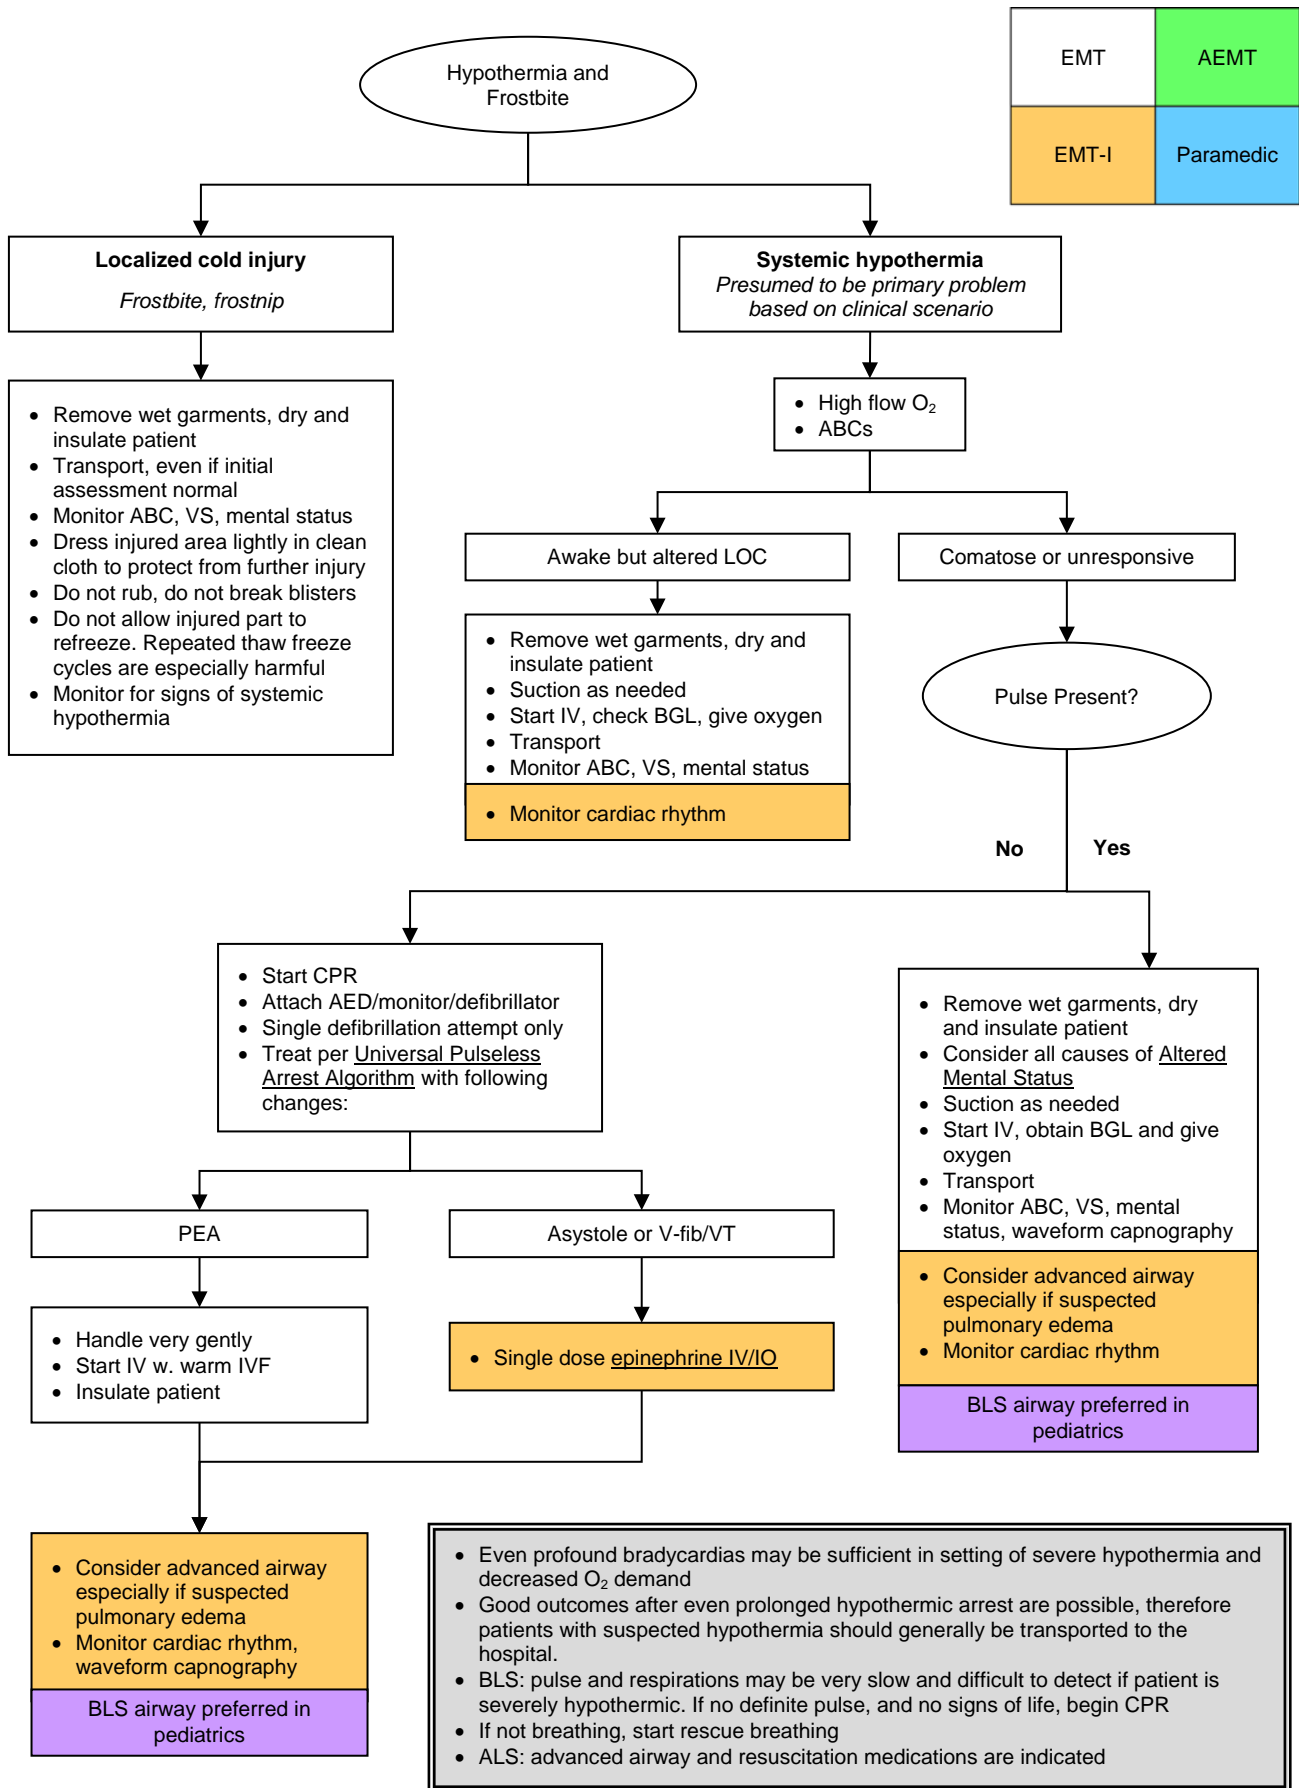 Hypothermia and
Frostbite
EMT
AEMT
EMT-I
Paramedic
Localized cold injury
Frostbite, frostnip
Systemic hypothermia
Presumed to be primary problem
based on clinical scenario
• Remove wet garments, dry and
insulate patient
• Transport, even if initial
assessment normal
• Monitor ABC, VS, mental status
• Dress injured area lightly in clean
cloth to protect from further injury
• Do not rub, do not break blisters
• Do not allow injured part to
refreeze. Repeated thaw freeze
cycles are especially harmful
• Monitor for signs of systemic
hypothermia
• High flow O₂
• ABCs
Awake but altered LOC
Comatose or unresponsive
• Remove wet garments, dry and
insulate patient
• Suction as needed
• Start IV, check BGL, give oxygen
• Transport
• Monitor ABC, VS, mental status
• Monitor cardiac rhythm
Pulse Present?
No
Yes
• Start CPR
• Attach AED/monitor/defibrillator
• Single defibrillation attempt only
• Treat per Universal Pulseless
Arrest Algorithm with following
changes:
• Remove wet garments, dry
and insulate patient
• Consider all causes of Altered
Mental Status
• Suction as needed
• Start IV, obtain BGL and give
oxygen
• Transport
• Monitor ABC, VS, mental
status, waveform capnography
• Consider advanced airway
especially if suspected
pulmonary edema
• Monitor cardiac rhythm
BLS airway preferred in
pediatrics
PEA
Asystole or V-fib/VT
• Handle very gently
• Start IV w. warm IVF
• Insulate patient
• Single dose epinephrine IV/IO
• Consider advanced airway
especially if suspected
pulmonary edema
• Monitor cardiac rhythm,
waveform capnography
BLS airway preferred in
pediatrics
• Even profound bradycardias may be sufficient in setting of severe hypothermia and
decreased O₂ demand
• Good outcomes after even prolonged hypothermic arrest are possible, therefore
patients with suspected hypothermia should generally be transported to the
hospital.
• BLS: pulse and respirations may be very slow and difficult to detect if patient is
severely hypothermic. If no definite pulse, and no signs of life, begin CPR
• If not breathing, start rescue breathing
• ALS: advanced airway and resuscitation medications are indicated